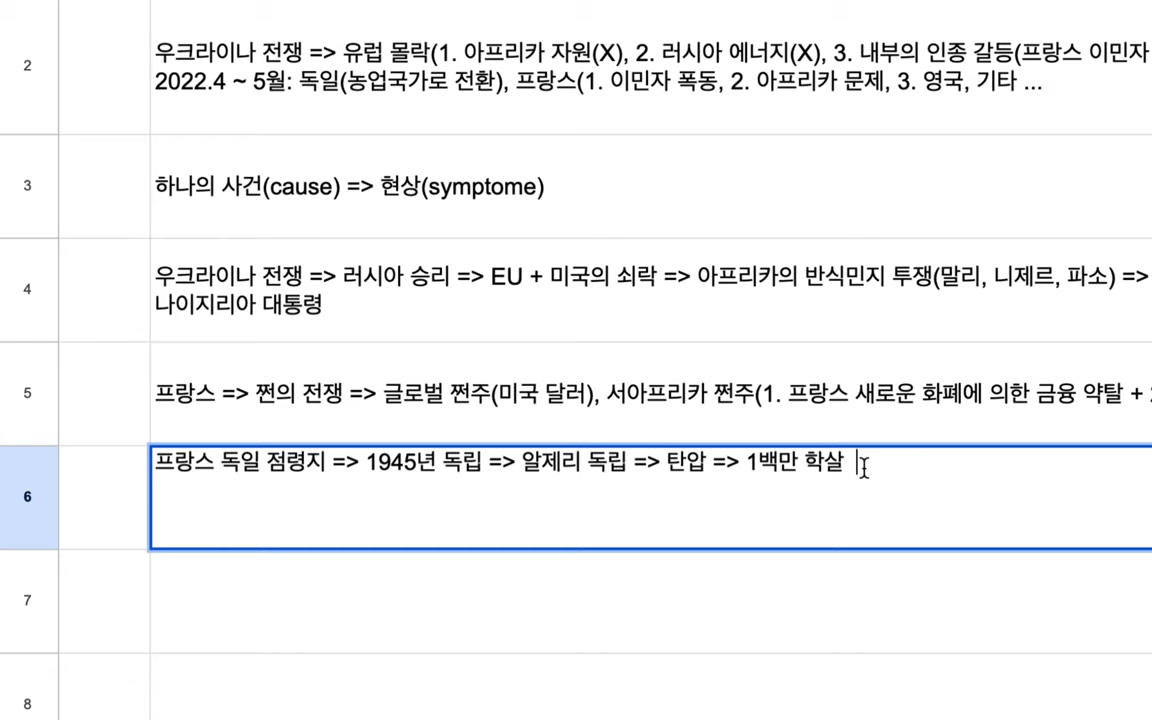 2
우크라이나 전쟁 => 유럽 몰락(1. 아프리카 자원(X), 2. 러시아 에너지(X), 3. 내부의 인종 갈등(프랑스 이민자
2022.4 ~ 5월: 독일(농업국가로 전환), 프랑스(1. 이민자 폭동, 2. 아프리카 문제, 3. 영국, 기타 ...
3
하나의 사건(cause) => 현상(symptome)
4
우크라이나 전쟁 => 러시아 승리 => EU + 미국의 쇠락 => 아프리카의 반식민지 투쟁(말리, 니제르, 파소) =>
나이지리아 대통령
5
프랑스 => 쩐의 전쟁 => 글로벌 쩐주(미국 달러), 서아프리카 쩐주(1. 프랑스 새로운 화폐에 의한 금융 약탈 +
6
프랑스 독일 점령지 => 1945년 독립 => 알제리 독립 => 탄압 => 1백만 학살
7
8